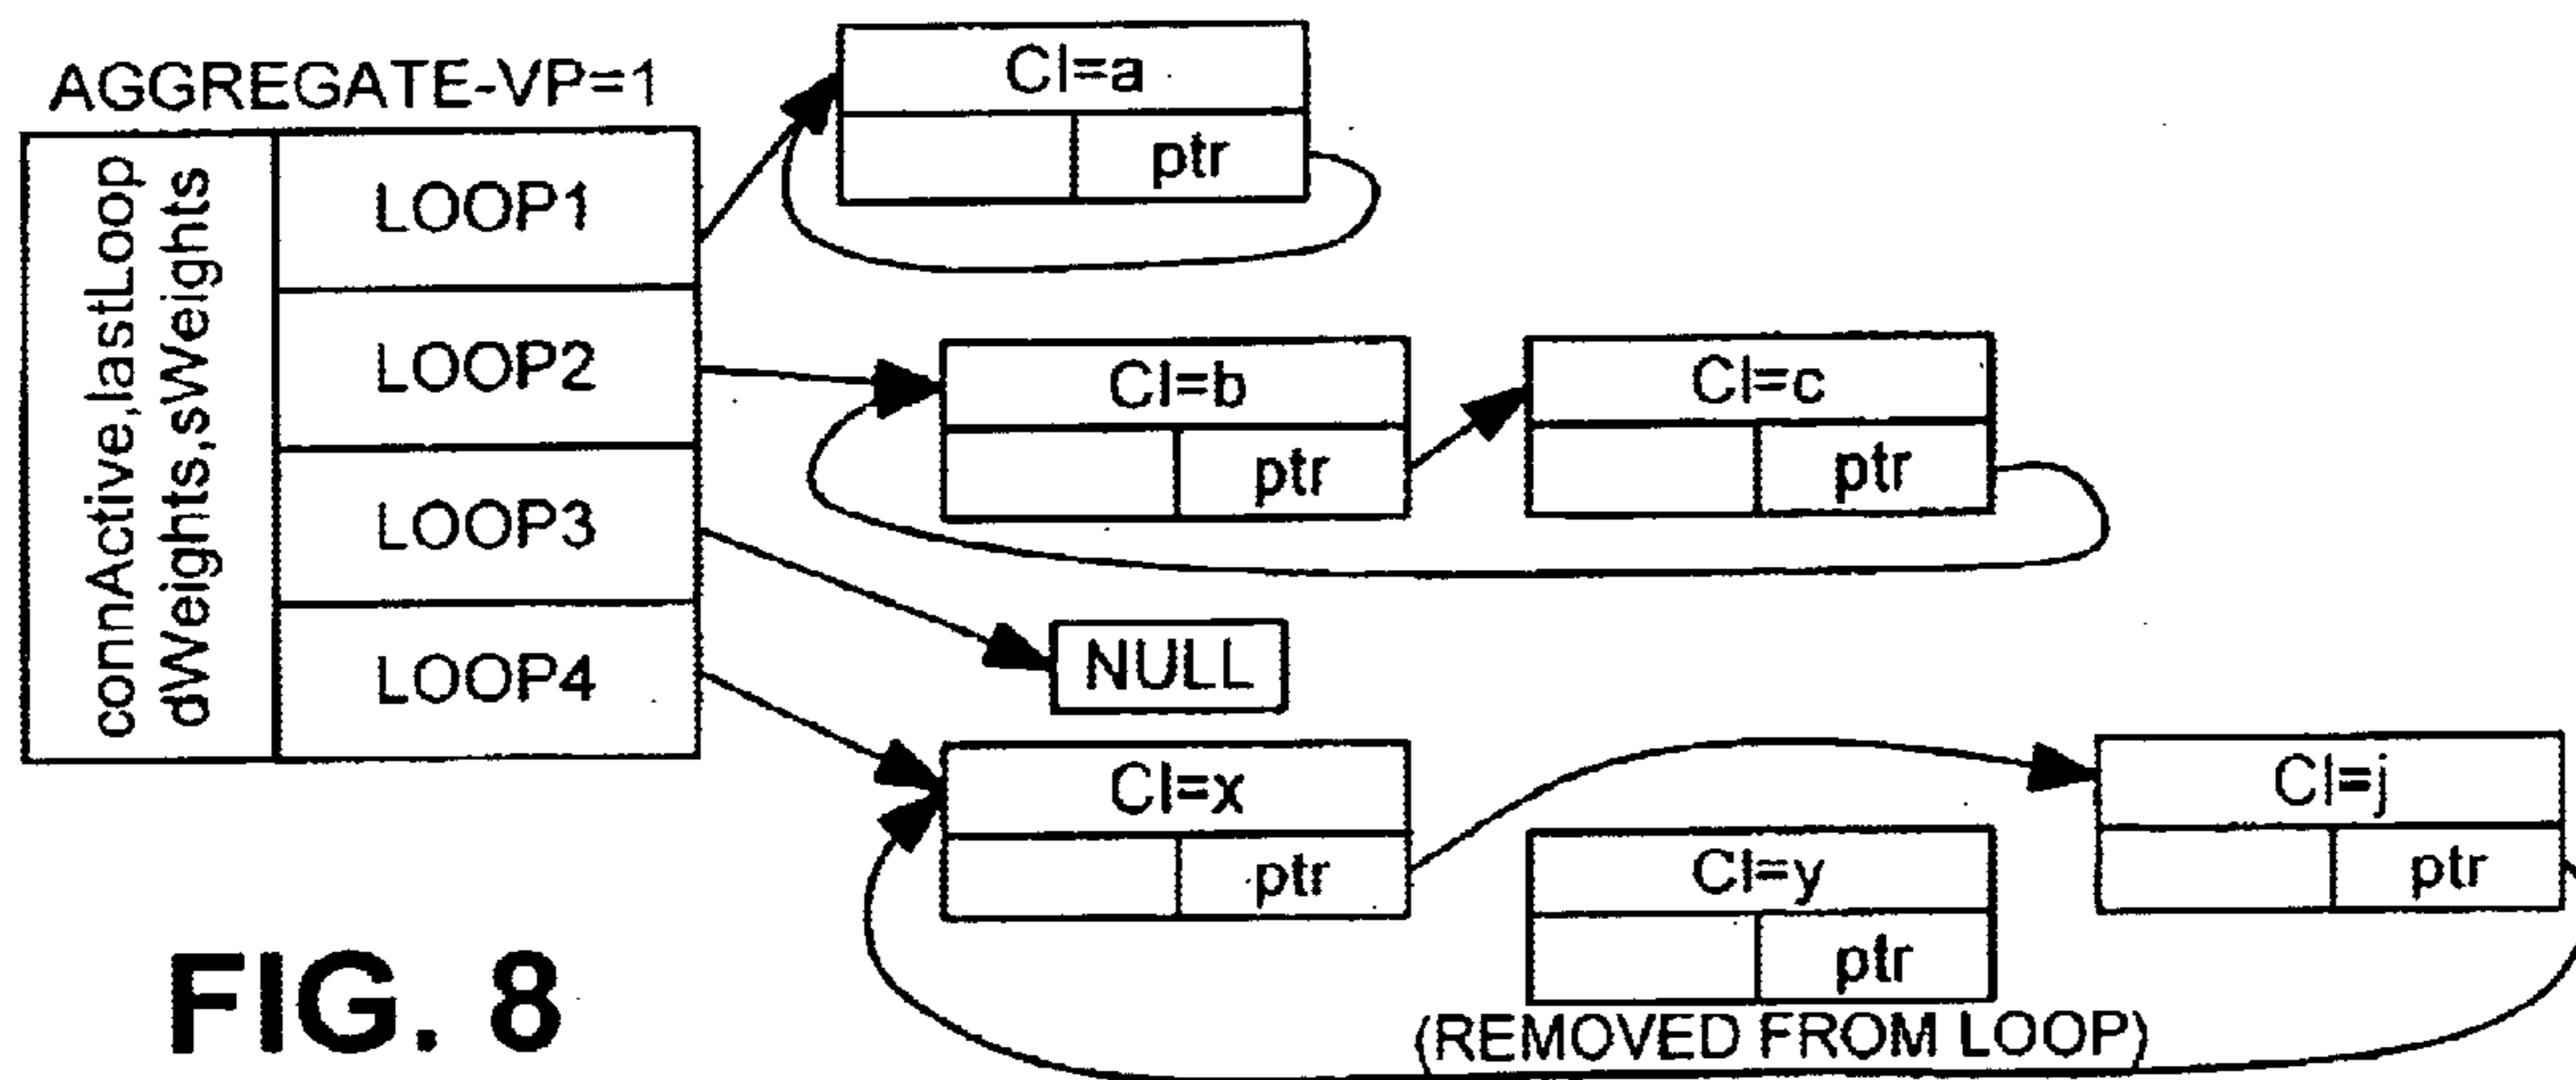 AGGREGATE-VP=1
connActive,lastLoop
dWeights,sWeights
LOOP1
LOOP2
LOOP3
LOOP4
CI=a
ptr
CI=b
ptr
CI=c
ptr
NULL
CI=x
ptr
CI=y
ptr
(REMOVED FROM LOOP)
CI=j
ptr
FIG. 8